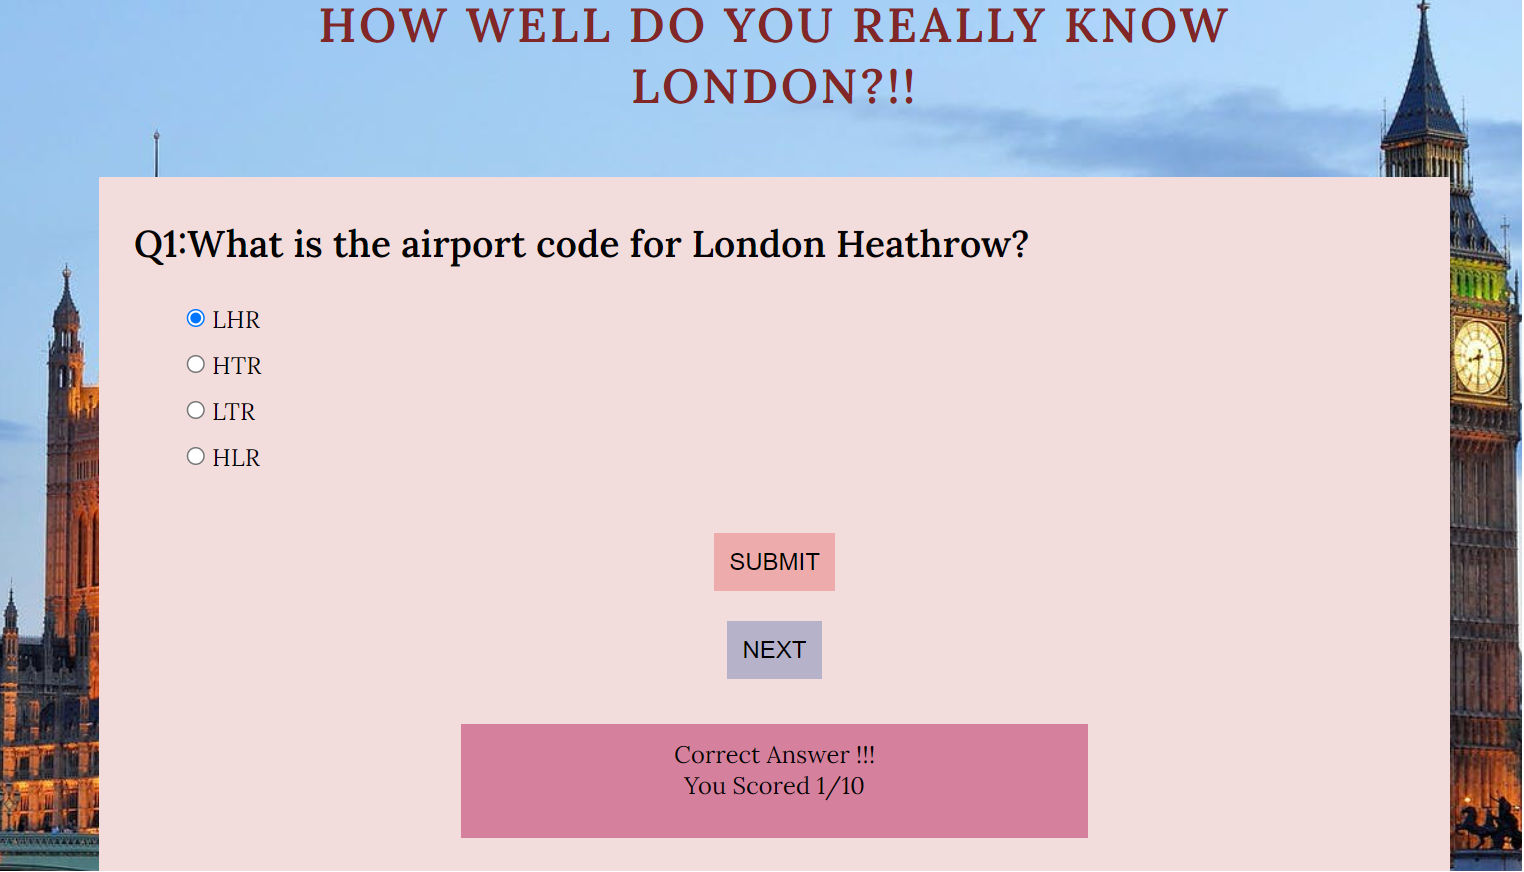 HOW WELL DO YOU REALLY KNOW
LONDON?!!
Q1:What is the airport code for London Heathrow?
LHR
HTR
LTR
HLR
SUBMIT
NEXT
Correct Answer !!!
You Scored 1/10